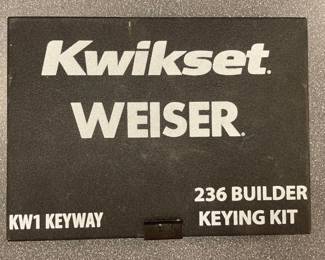 Kwikset.
WEISER.
236 BUILDER
KW1 KEYWAY KEYING KIT